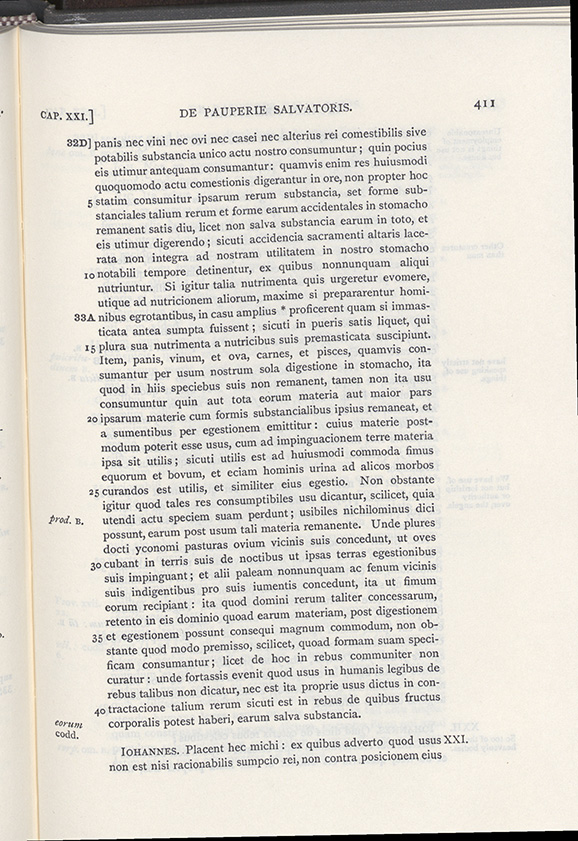 CAP. XXI.] DE PAUPERIE SALVATORIS. 411
32D] panis nec vini nec ovi nec casei nec alterius rei comestibilis sive
potabilis substancia unico actu nostro consumuntur; quin pocius
eis utimur antequam consumantur: quamvis enim res huiusmodi
quoquomodo actu comestionis digerantur in ore, non propter hoc
5 statim consumitur ipsarum rerum substancia, set forme sub-
stanciales talium rerum et forme earum accidentales in stomacho
remanent satis diu, licet non salva substancia earum in toto, et
eis utimur digerendo; sicuti accidencia sacramenti altaris lace-
rata non integra ad nostram utilitatem in nostro stomacho
10 notabili tempore detinentur, ex quibus nonnunquam aliqui
nutriuntur. Si igitur talia nutrimenta quis urgeretur evomere,
utique ad nutricionem aliorum, maxime si prepararentur homi-
33A nibus egrotantibus, in casu amplius * proficerent quam si immas-
ticata antea sumpta fuissent; sicuti in pueris satis liquet, qui
15 plura sua nutrimenta a nutricibus suis premasticata suscipiunt.
Item, panis, vinum, et ova, carnes, et pisces, quamvis con-
sumantur per usum nostrum sola digestione in stomacho, ita
quod in hiis speciebus suis non remanent, tamen non ita usu
consumuntur quin aut tota eorum materia aut maior pars
20 ipsarum materie cum formis substancialibus ipsius remaneat, et
a sumentibus per egestionem emittitur: cuius materie post-
modum poterit esse usus, cum ad impinguacionem terre materia
ipsa sit utilis; sicuti utilis est ad huiusmodi commoda fimus
equorum et bovum, et eciam hominis urina ad alicos morbos
25 curandos est utilis, et similiter eius egestio. Non obstante
igitur quod tales res consumptibiles usu dicantur, scilicet, quia
prod. B. utendi actu speciem suam perdunt; usibiles nichilominus dici
possunt, earum post usum tali materia remanente. Unde plures
docti yconomi pasturas ovium vicinis suis concedunt, ut oves
30 cubant in terris suis de noctibus ut ipsas terras egestionibus
suis impinguant; et alii paleam nonnunquam ac fenum vicinis
suis indigentibus pro suis iumentis concedunt, ita ut fimum
eorum recipiant: ita quod domini rerum taliter concessarum,
retento in eis dominio quoad earum materiam, post digestionem
35 et egestionem possunt consequi magnum commodum, non ob-
stante quod modo premisso, scilicet, quoad formam suam speci-
ficam consumantur; licet de hoc in rebus communiter non
curatur: unde fortassis evenit quod usus in humanis legibus de
rebus talibus non dicatur, nec est ita proprie usus dictus in con-
40 tractacione talium rerum sicuti est in rebus de quibus fructus
eorum codd. corporalis potest haberi, earum salva substancia.
IOHANNES. Placent hec michi: ex quibus adverto quod usus XXI.
non est nisi racionabilis sumpcio rei, non contra posicionem eius